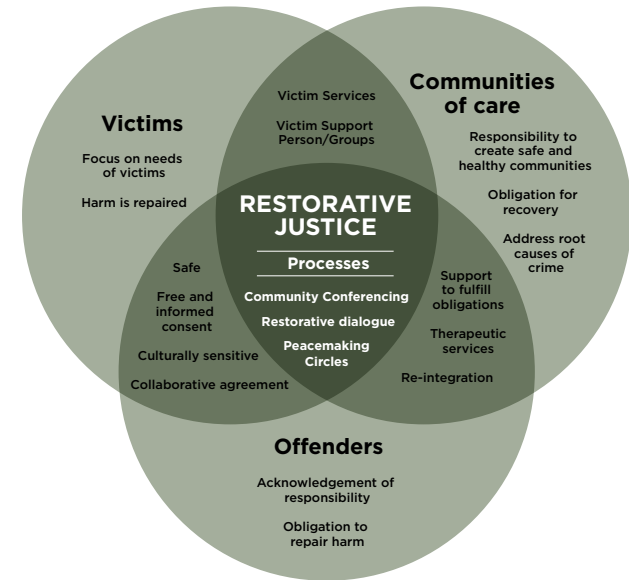 Victims
Focus on needs
of victims
Harm is repaired
Victim Services
Victim Support
Person/Groups
Communities
of care
Responsibility to
create safe and
healthy communities
Obligation for
recovery
Address root
causes of
crime
RESTORATIVE
JUSTICE
Processes
Community Conferencing
Restorative dialogue
Peacemaking
Circles
Safe
Free and
informed
consent
Culturally sensitive
Collaborative agreement
Support
to fulfill
obligations
Therapeutic
services
Re-integration
Offenders
Acknowledgement of
responsibility
Obligation to
repair harm